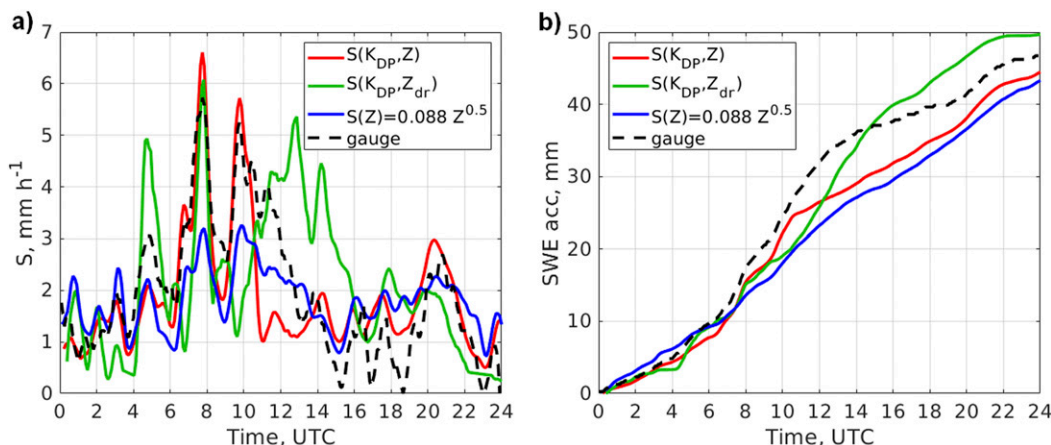 a)
S, mm h⁻¹
7
6
5
4
3
2
1
0
S(K_DP,Z)
S(K_DP,Z_dr)
S(Z)=0.088 Z^0.5
gauge
0 2 4 6 8 10 12 14 16 18 20 22 24
Time, UTC
b)
SWE acc, mm
50
40
30
20
10
0
S(K_DP,Z)
S(K_DP,Z_dr)
S(Z)=0.088 Z^0.5
gauge
0 2 4 6 8 10 12 14 16 18 20 22 24
Time, UTC